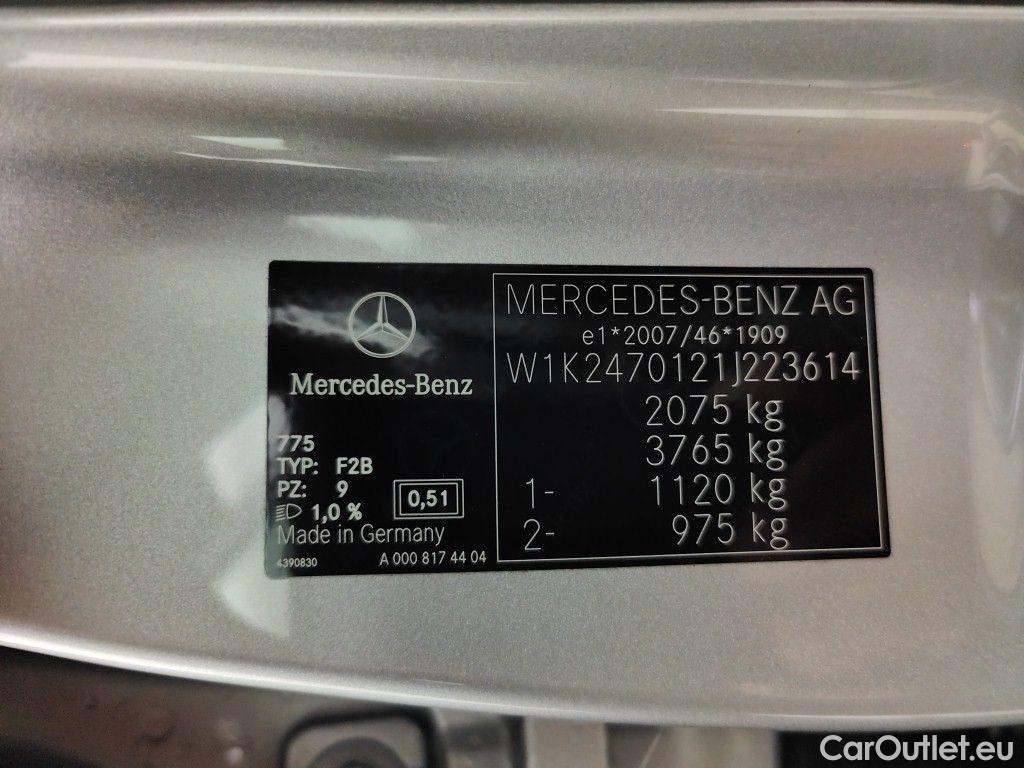 Mercedes-Benz
775
TYP: F2B
PZ: 9
1,0 %
0,51
Made in Germany
4390830
A 000 817 44 04
MERCEDES-BENZ AG
e1*2007/46*1909
W1K2470121J223614
2075 kg
3765 kg
1- 1120 kg
2- 975 kg
CarOutlet.eu